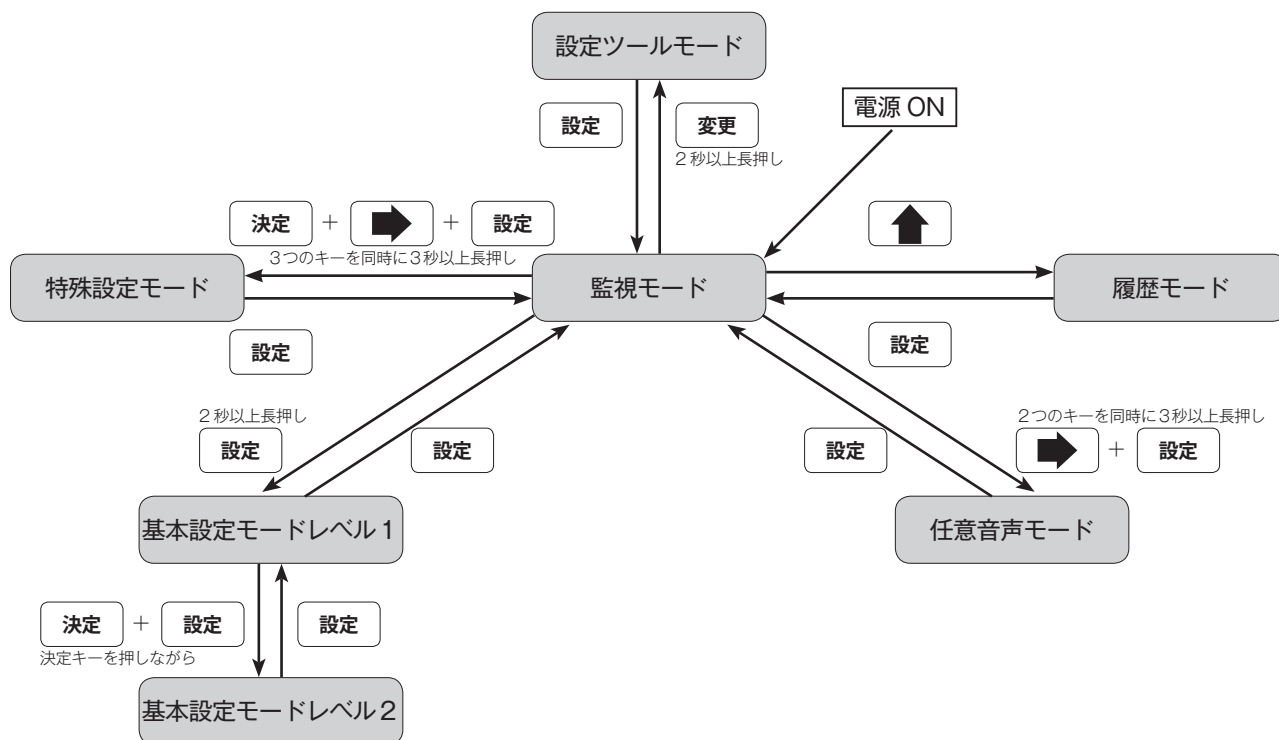 設定ツールモード
電源 ON
設定
変更
2秒以上長押し
決定 + + 設定
3つのキーを同時に3秒以上長押し
特殊設定モード
監視モード
履歴モード
設定
設定
2秒以上長押し
設定
設定
設定
2つのキーを同時に3秒以上長押し
+ 設定
基本設定モードレベル1
任意音声モード
決定 + 設定
決定キーを押しながら
設定
基本設定モードレベル2